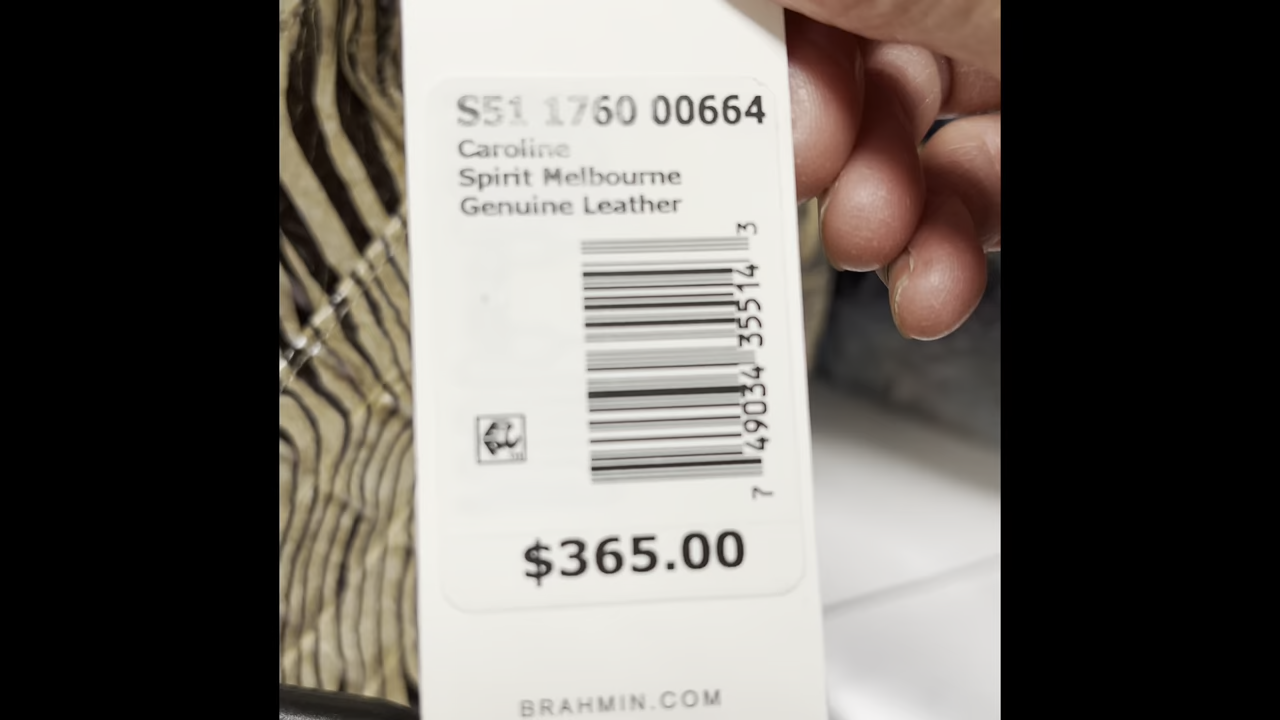 S51 1760 00664
Caroline
Spirit Melbourne
Genuine Leather
7 49034 35514 3
$365.00
BRAHMIN.COM